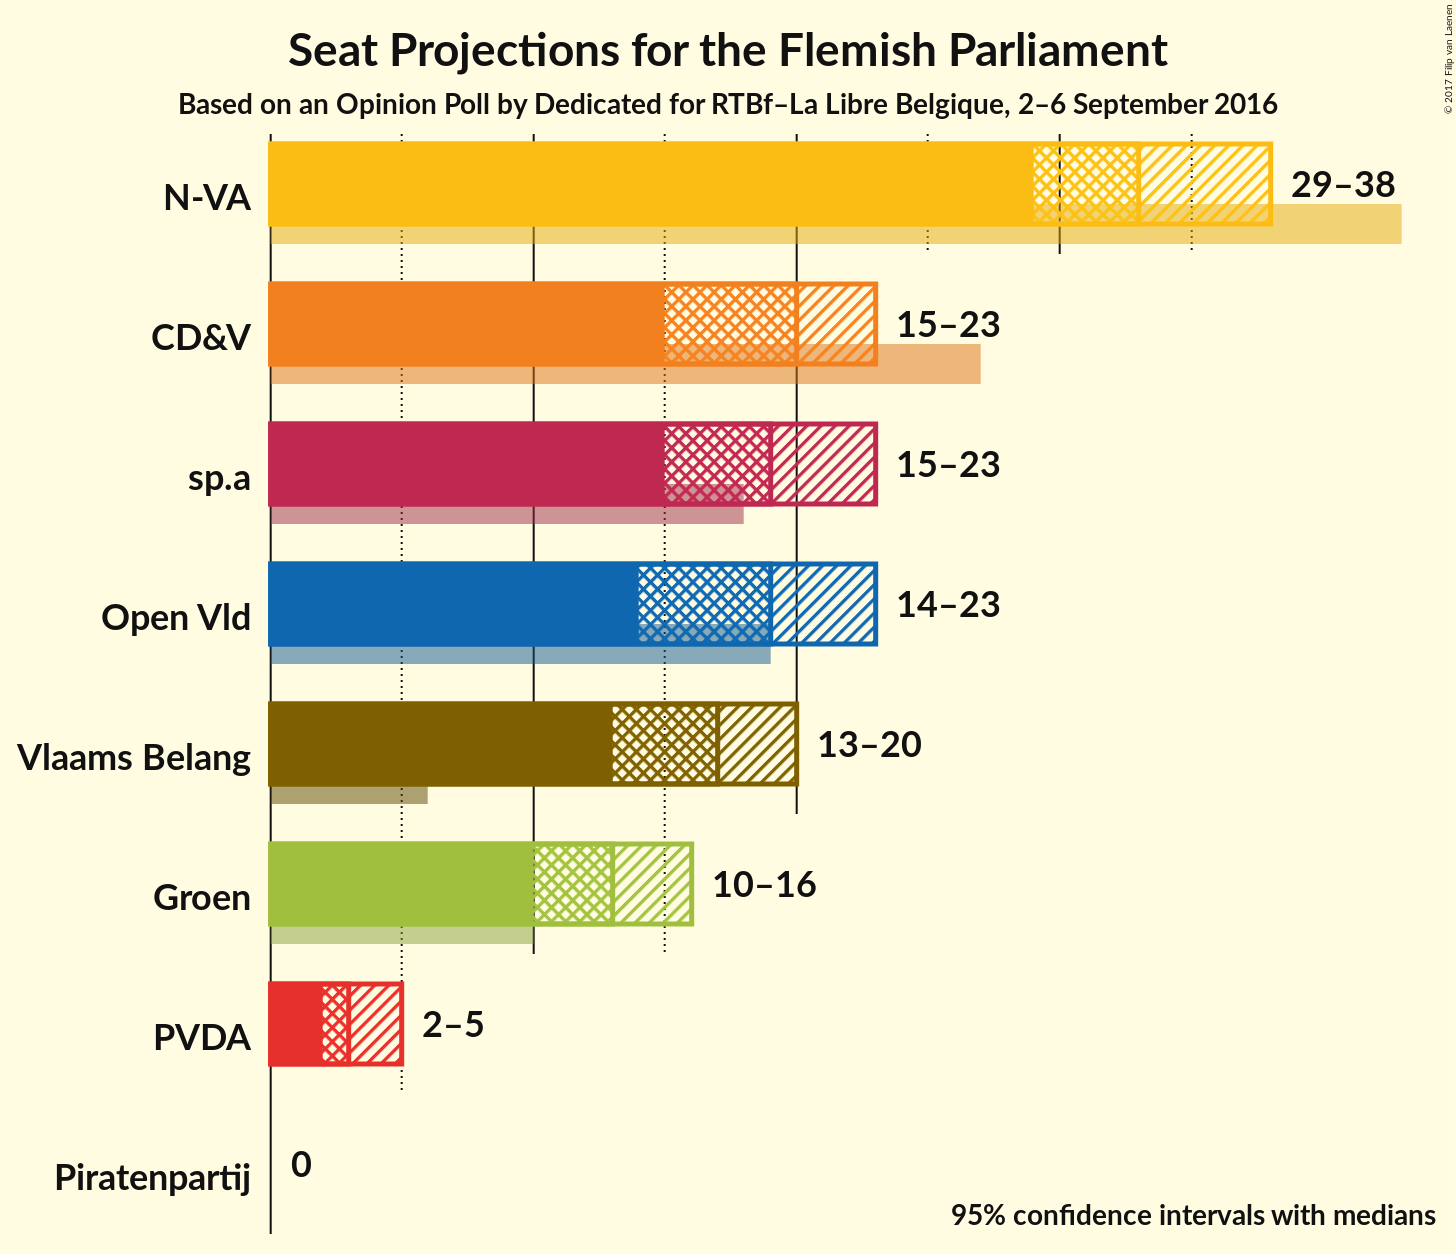 Seat Projections for the Flemish Parliament
Based on an Opinion Poll by Dedicated for RTBf–La Libre Belgique, 2–6 September 2016
© 2017 Filip van Laenen
N-VA
29–38
CD&V
15–23
sp.a
15–23
Open Vld
14–23
Vlaams Belang
13–20
Groen
10–16
PVDA
2–5
Piratenpartij
0
95% confidence intervals with medians